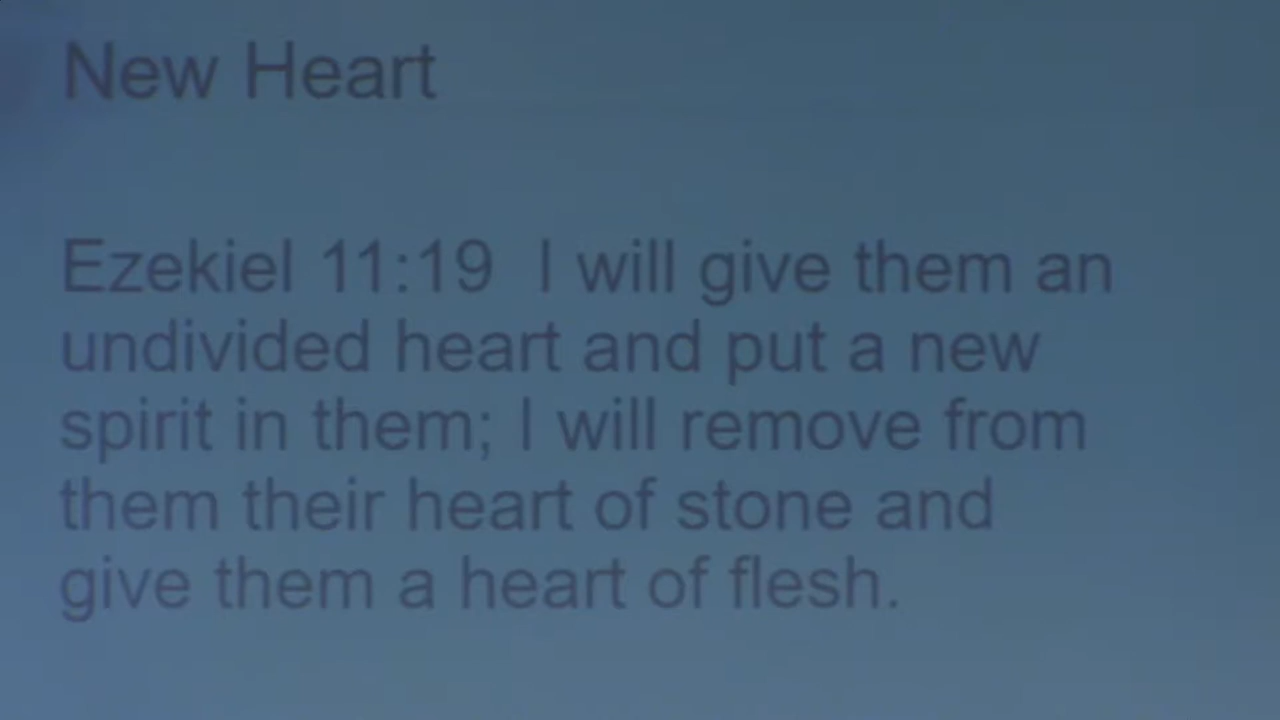 New Heart
Ezekiel 11:19  I will give them an
undivided heart and put a new
spirit in them; I will remove from
them their heart of stone and
give them a heart of flesh.